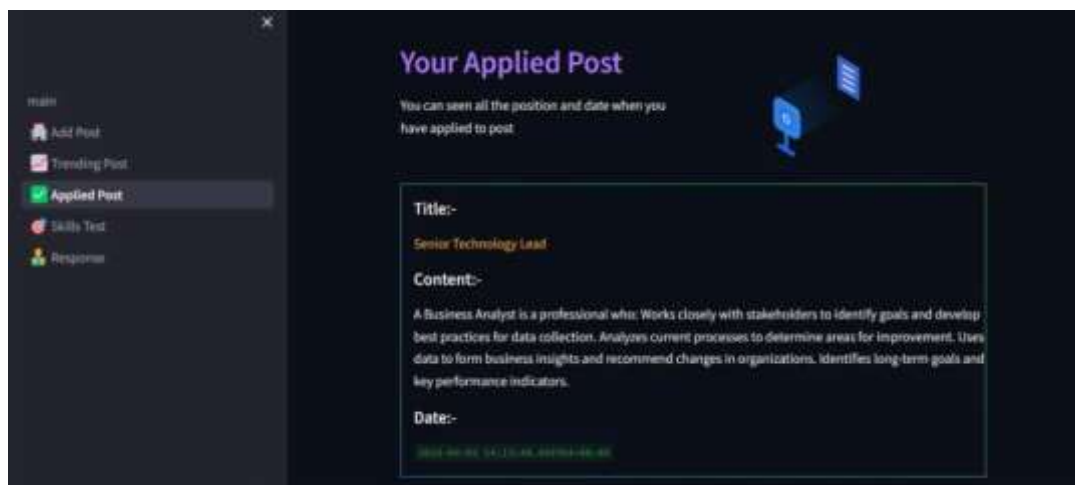 main
Add Post
Trending Post
Applied Post
Skills Test
Response
Your Applied Post
You can seen all the position and date when you
have applied to post
Title:-
Senior Technology Lead
Content:-
A Business Analyst is a professional who: Works closely with stakeholders to identify goals and develop
best practices for data collection. Analyzes current processes to determine areas for improvement. Uses
data to form business insights and recommend changes in organizations. Identifies long-term goals and
key performance indicators.
Date:-